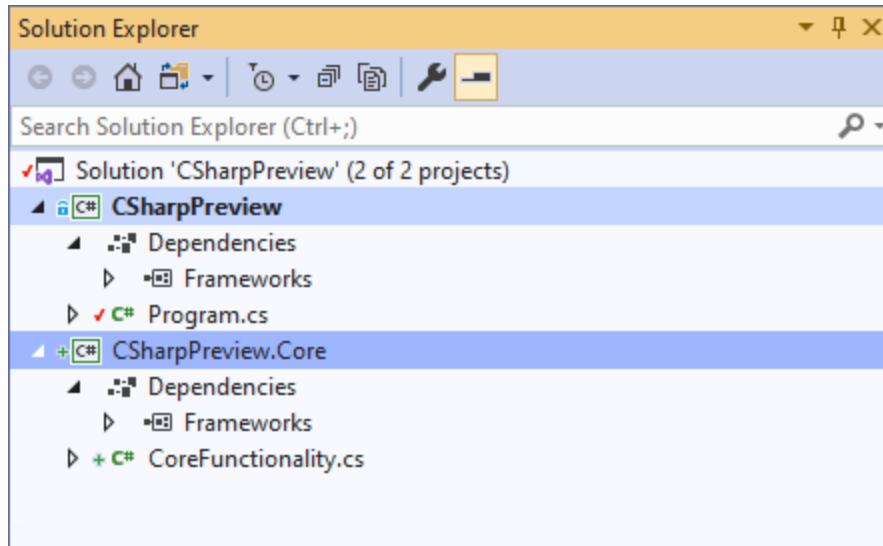 Solution Explorer
Search Solution Explorer (Ctrl+;)
Solution 'CSharpPreview' (2 of 2 projects)
C# CSharpPreview
Dependencies
Frameworks
C# Program.cs
C# CSharpPreview.Core
Dependencies
Frameworks
C# CoreFunctionality.cs